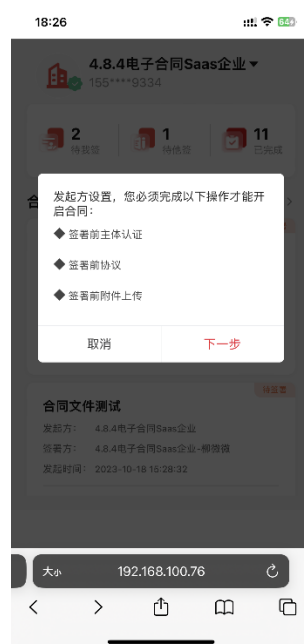 18:26
64
4.8.4电子合同Saas企业
155****9334
2
待我签
1
待他签
11
已完成
合
发起方设置，您必须完成以下操作才能开
启合同：
签署前主体认证
签署前协议
签署前附件上传
取消
下一步
待签署
合同文件测试
发起方： 4.8.4电子合同Saas企业
签署方： 4.8.4电子合同Saas企业-柳微微
发起时间： 2023-10-18 15:28:32
大小
192.168.100.76